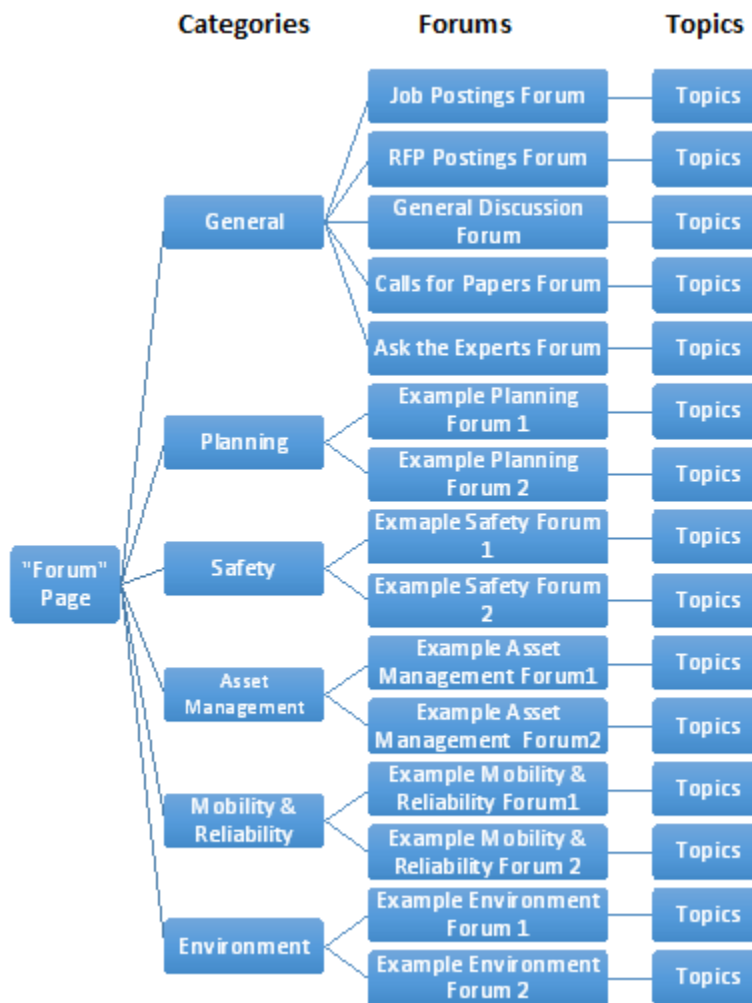 Categories Forums Topics
Job Postings Forum Topics
RFP Postings Forum Topics
General
General Discussion
Forum
Topics
Calls for Papers Forum Topics
Ask the Experts Forum Topics
Planning
Example Planning
Forum 1
Topics
Example Planning
Forum 2
Topics
"Forum"
Page
Safety
Exmaple Safety Forum
1
Topics
Example Safety Forum
2
Topics
Asset
Management
Example Asset
Management Forum1
Topics
Example Asset
Management Forum2
Topics
Mobility &
Reliability
Example Mobility &
Reliability Forum1
Topics
Example Mobility &
Reliability Forum 2
Topics
Environment
Example Environment
Forum 1
Topics
Example Environment
Forum 2
Topics